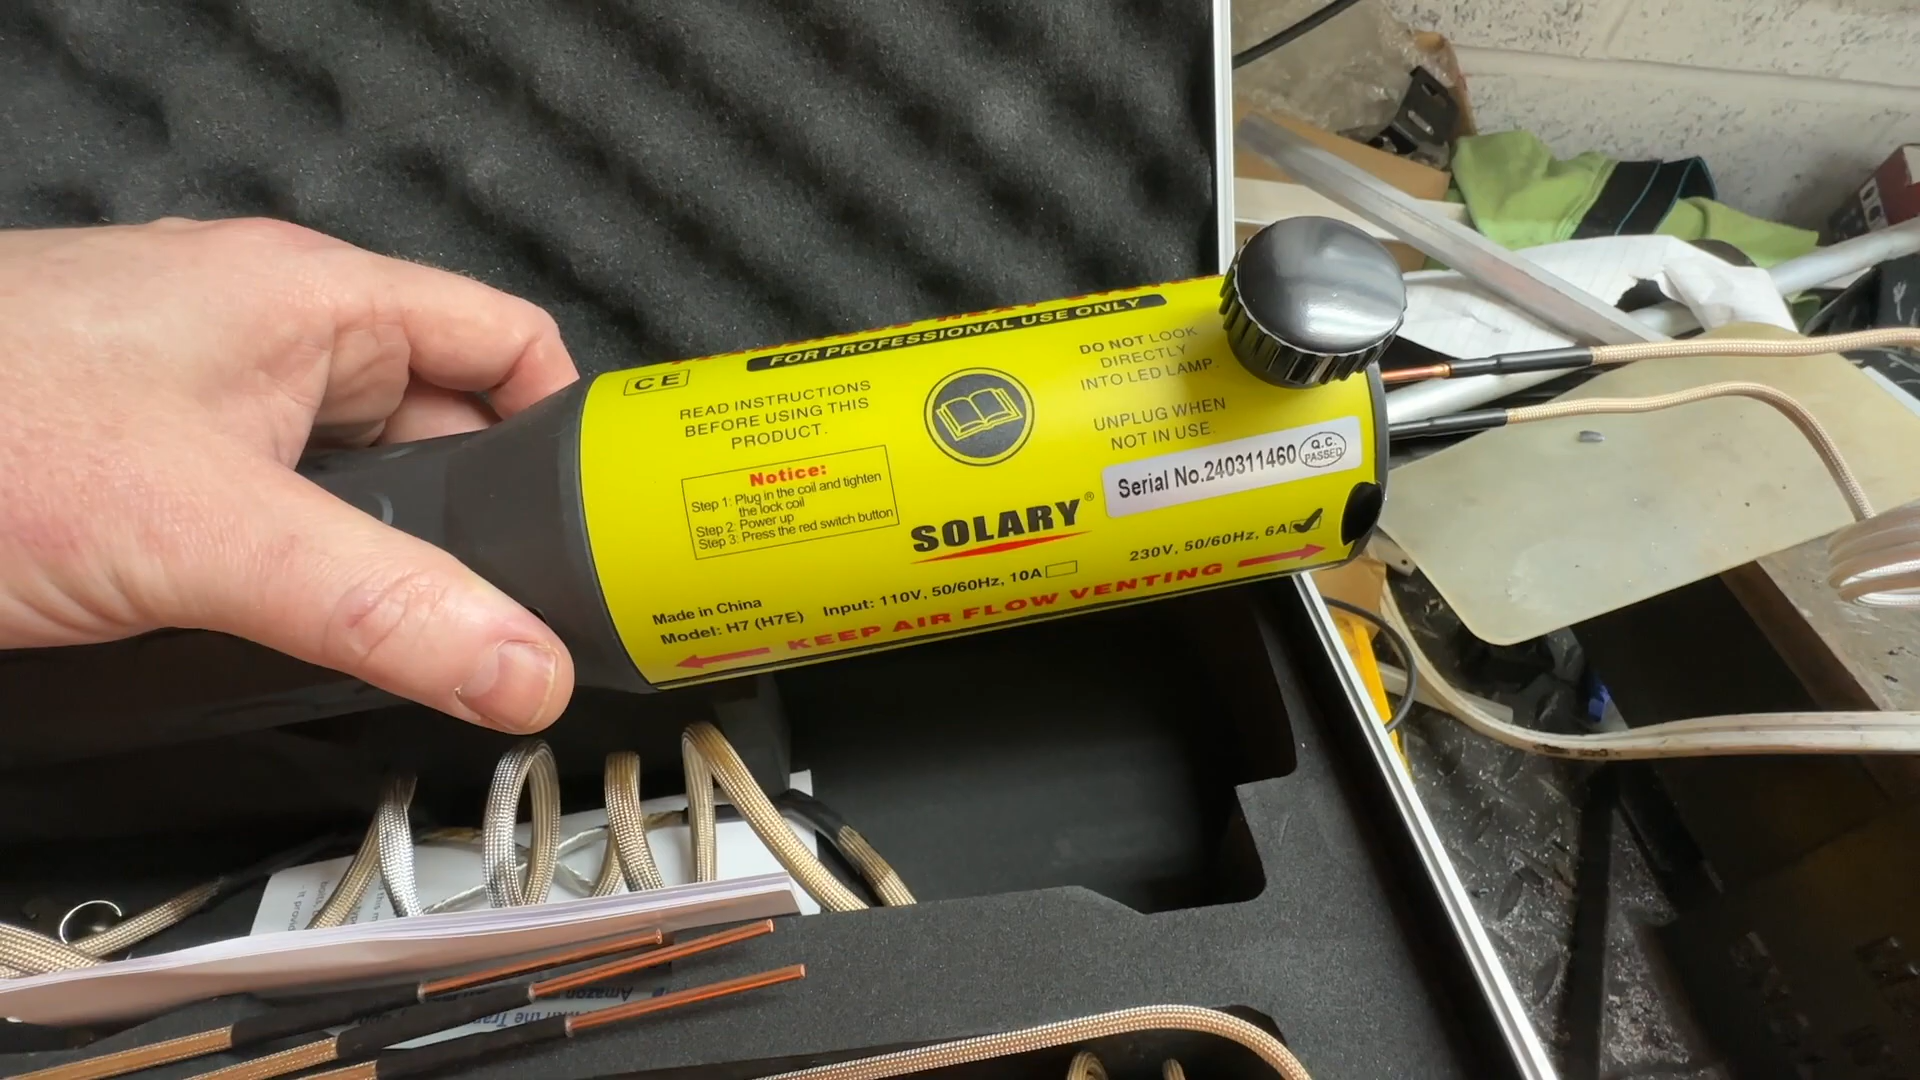 FOR PROFESSIONAL USE ONLY
CE
READ INSTRUCTIONS
BEFORE USING THIS
PRODUCT.
DO NOT LOOK
DIRECTLY
INTO LED LAMP.
UNPLUG WHEN
NOT IN USE.
Notice:
Step 1: Plug in the coil and tighten
the lock coil
Step 2: Power up
Step 3: Press the red switch button
SOLARY®
Serial No.240311460
Q.C.
PASSED
Made in China
Model: H7 (H7E)
Input: 110V, 50/60Hz, 10A
230V, 50/60Hz, 6A
KEEP AIR FLOW VENTING
Amazon